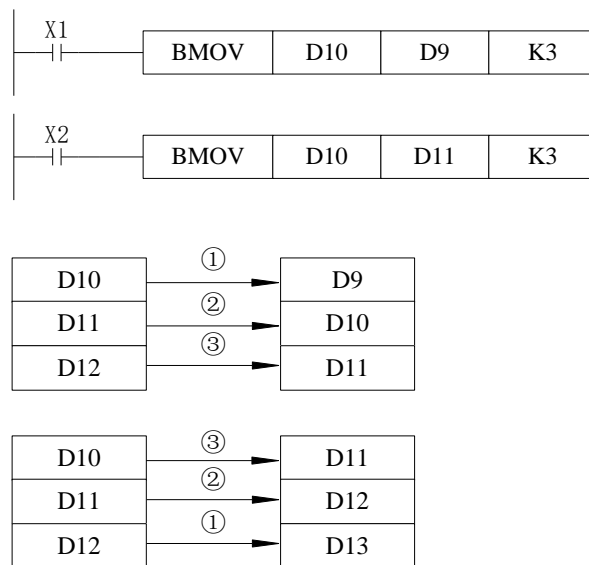 X1
BMOV D10 D9 K3
X2
BMOV D10 D11 K3
①
D10 D9
②
D11 D10
③
D12 D11
③
D10 D11
②
D11 D12
①
D12 D13